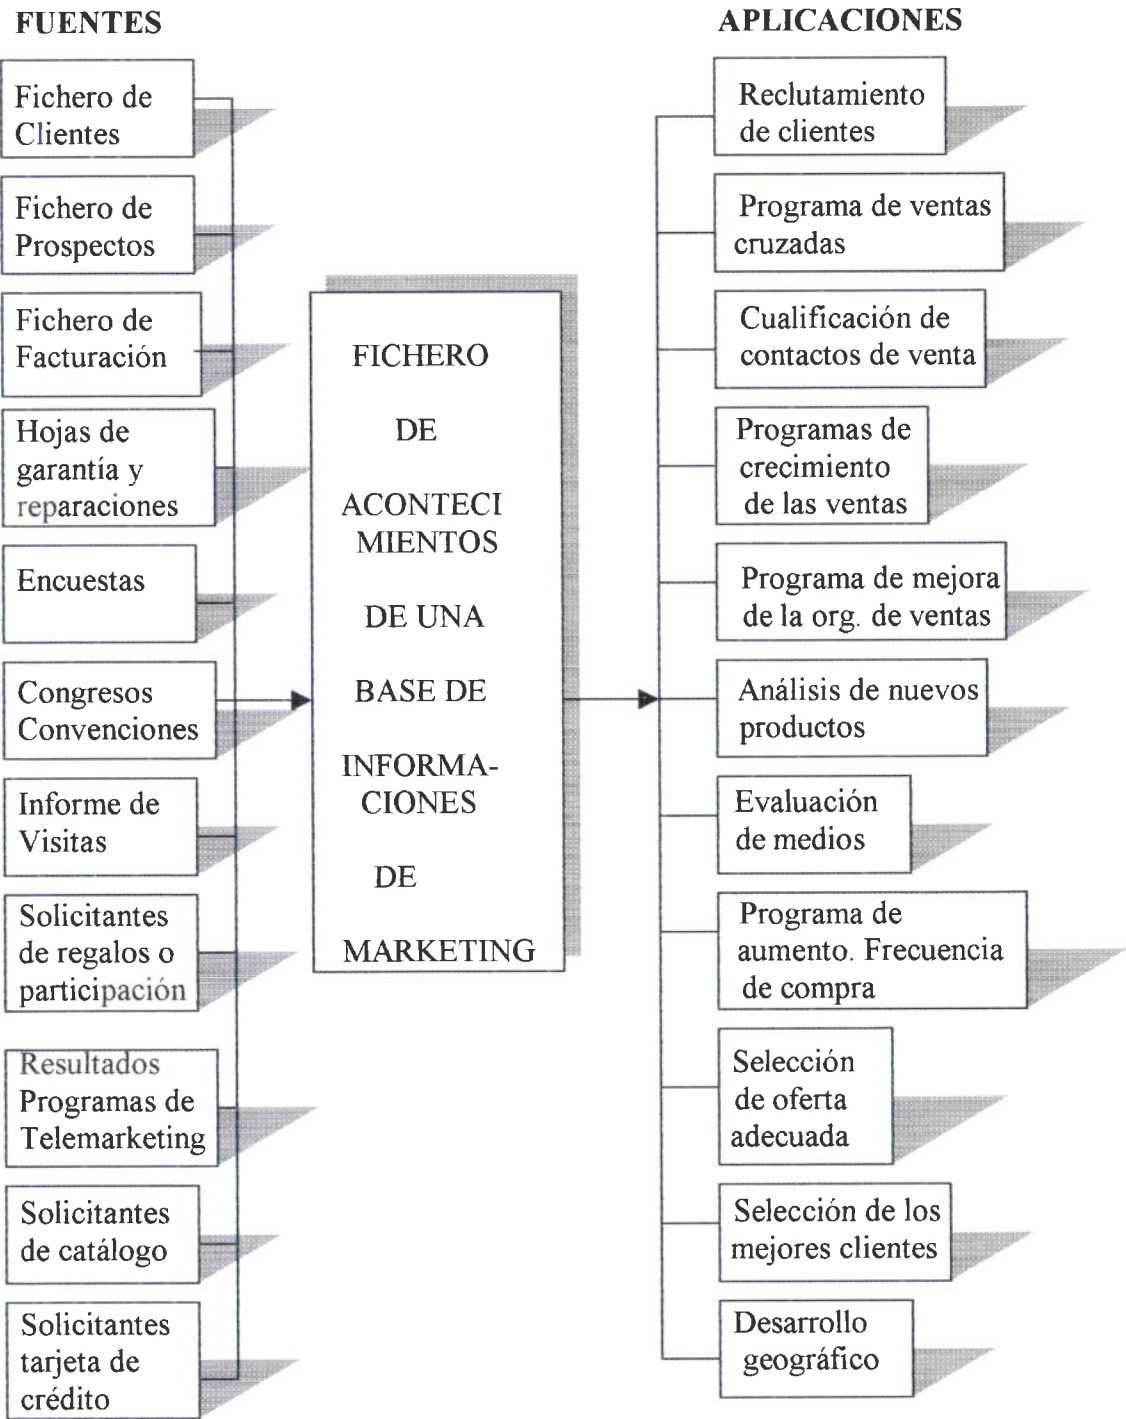 FUENTES
Fichero de
Clientes
Fichero de
Prospectos
Fichero de
Facturación
Hojas de
garantía y
reparaciones
Encuestas
Congresos
Convenciones
Informe de
Visitas
Solicitantes
de regalos o
participación
Resultados
Programas de
Telemarketing
Solicitantes
de catálogo
Solicitantes
tarjeta de
crédito
FICHERO
DE
ACONTECI
MIENTOS
DE UNA
BASE DE
INFORMA-
CIONES
DE
MARKETING
APLICACIONES
Reclutamiento
de clientes
Programa de ventas
cruzadas
Cualificación de
contactos de venta
Programas de
crecimiento
de las ventas
Programa de mejora
de la org. de ventas
Análisis de nuevos
productos
Evaluación
de medios
Programa de
aumento. Frecuencia
de compra
Selección
de oferta
adecuada
Selección de los
mejores clientes
Desarrollo
geográfico